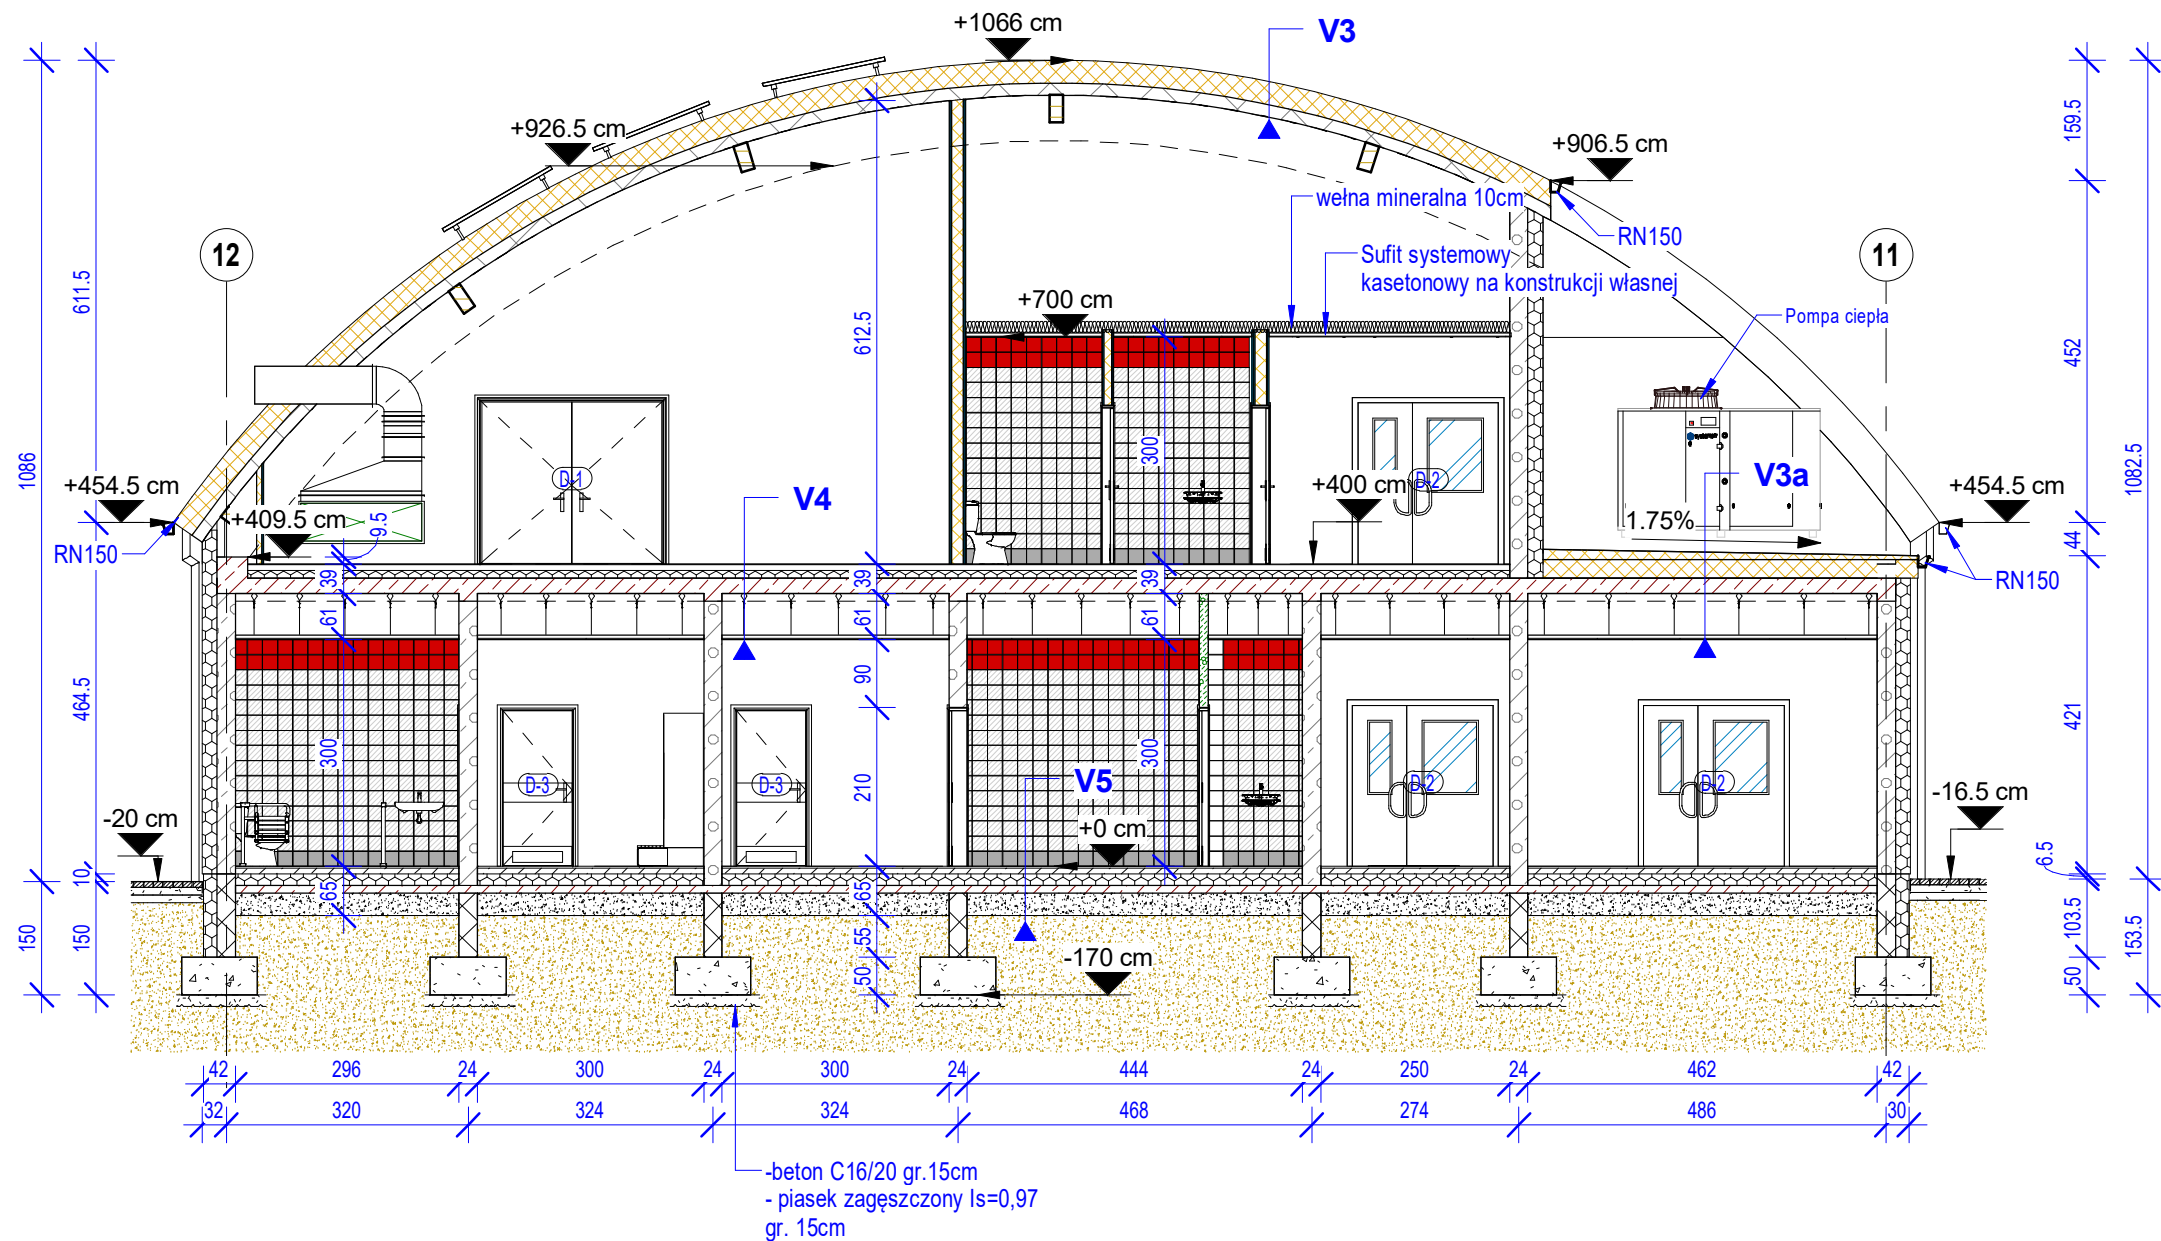 +1066 cm
V3
+926.5 cm
+906.5 cm
159.5
wełna mineralna 10cm
RN150
12
11
Sufit systemowy
kasetonowy na konstrukcji własnej
611.5
+700 cm
Pompa ciepła
612.5
452
300
1086
1082.5
D-1
D-2
+454.5 cm
V4
+400 cm
V3a
+454.5 cm
+409.5 cm
9.5
1.75%
RN150
44
RN150
39
39
39
61
61
61
464.5
90
421
300
210
300
D-3
D-3
V5
D-2
D-2
-20 cm
+0 cm
-16.5 cm
6.5
10
65
65
150
150
55
103.5
153.5
50
-170 cm
50
42
296
24
300
24
300
24
444
24
250
24
462
42
32
320
324
324
468
274
486
30
-beton C16/20 gr.15cm
- piasek zagęszczony Is=0,97
gr. 15cm